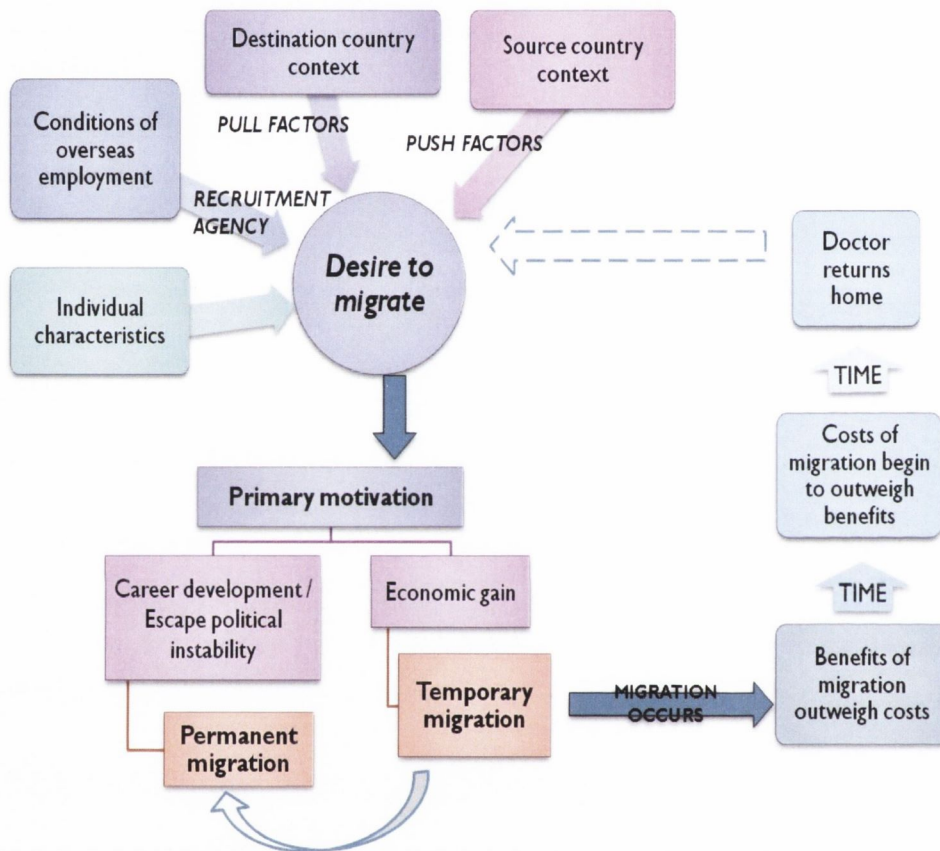 Destination country
context
Source country
context
Conditions of
overseas
employment
PULL FACTORS
PUSH FACTORS
RECRUITMENT
AGENCY
Desire to
migrate
Individual
characteristics
Doctor
returns
home
TIME
Costs of
migration begin
to outweigh
benefits
Primary motivation
Career development /
Escape political
instability
Economic gain
TIME
Temporary
migration
MIGRATION
OCCURS
Benefits of
migration
outweigh costs
Permanent
migration